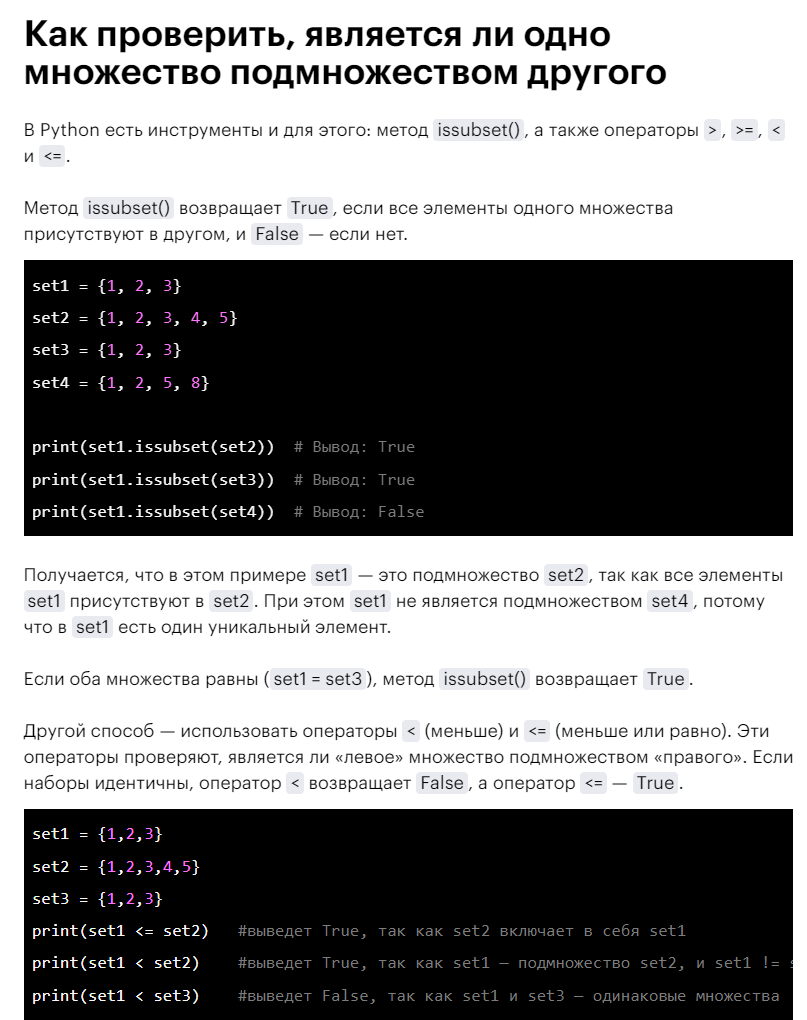 Как проверить, является ли одно
множество подмножеством другого
В Python есть инструменты и для этого: метод issubset(), а также операторы >, >=, <
и <=.
Метод issubset() возвращает True, если все элементы одного множества
присутствуют в другом, и False — если нет.
set1 = {1, 2, 3}
set2 = {1, 2, 3, 4, 5}
set3 = {1, 2, 3}
set4 = {1, 2, 5, 8}
print(set1.issubset(set2))  # Вывод: True
print(set1.issubset(set3))  # Вывод: True
print(set1.issubset(set4))  # Вывод: False
Получается, что в этом примере set1 — это подмножество set2, так как все элементы
set1 присутствуют в set2. При этом set1 не является подмножеством set4, потому
что в set1 есть один уникальный элемент.
Если оба множества равны (set1 = set3), метод issubset() возвращает True.
Другой способ — использовать операторы < (меньше) и <= (меньше или равно). Эти
операторы проверяют, является ли «левое» множество подмножеством «правого». Если
наборы идентичны, оператор < возвращает False, а оператор <= — True.
set1 = {1,2,3}
set2 = {1,2,3,4,5}
set3 = {1,2,3}
print(set1 <= set2)   #выведет True, так как set2 включает в себя set1
print(set1 < set2)    #выведет True, так как set1 — подмножество set2, и set1 !=
print(set1 < set3)    #выведет False, так как set1 и set3 — одинаковые множества